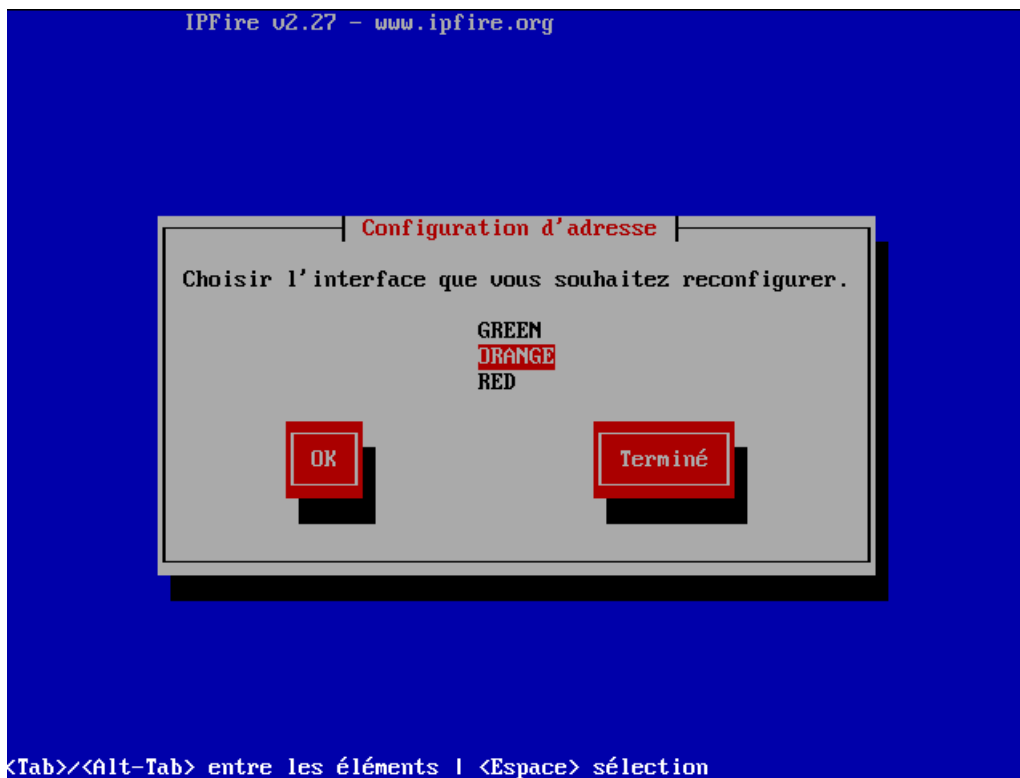 IPFire v2.27 - www.ipfire.org
Configuration d'adresse
Choisir l'interface que vous souhaitez reconfigurer.
GREEN
ORANGE
RED
OK
Terminé
<Tab>/<Alt-Tab> entre les éléments | <Espace> sélection